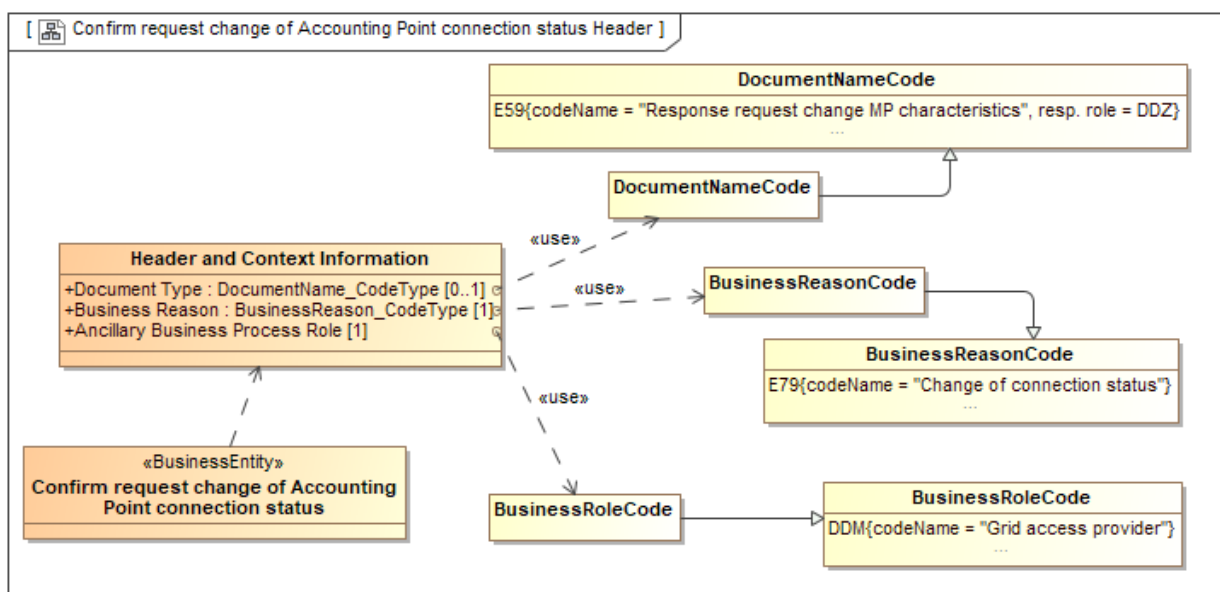 [ Confirm request change of Accounting Point connection status Header ]
DocumentNameCode
E59{codeName = "Response request change MP characteristics", resp. role = DDZ}
...
DocumentNameCode
«use»
Header and Context Information
+Document Type : DocumentName_CodeType [0..1]
+Business Reason : BusinessReason_CodeType [1]
+Ancillary Business Process Role [1]
«use»
BusinessReasonCode
BusinessReasonCode
E79{codeName = "Change of connection status"}
...
«use»
«BusinessEntity»
Confirm request change of Accounting
Point connection status
BusinessRoleCode
BusinessRoleCode
DDM{codeName = "Grid access provider"}
...